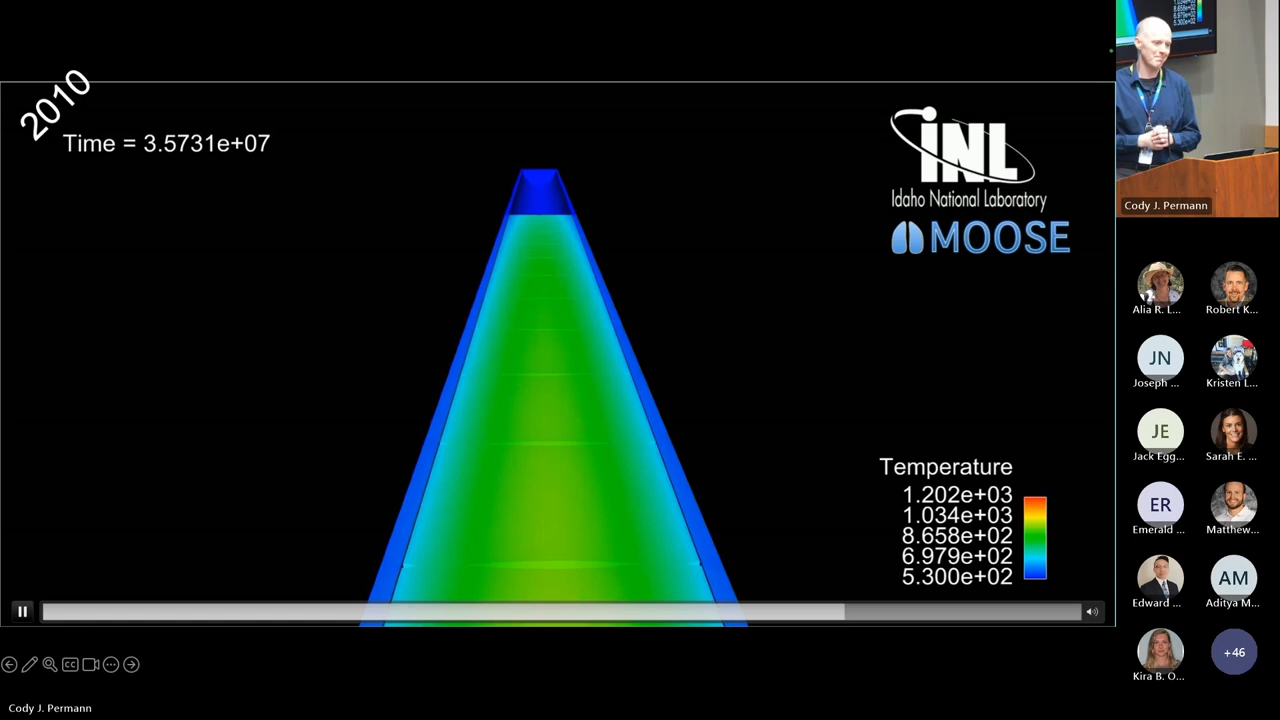 2010
Time = 3.5731e+07
INL
Idaho National Laboratory
MOOSE
Temperature
1.202e+03
1.034e+03
8.658e+02
6.979e+02
5.300e+02
CC
Cody J. Permann
Cody J. Permann
Alia R. L...
Robert K...
JN
Joseph ...
Kristen L...
JE
Jack Egg...
Sarah E. ...
ER
Emerald ...
Matthew...
Edward ...
AM
Aditya M...
Kira B. O...
+46